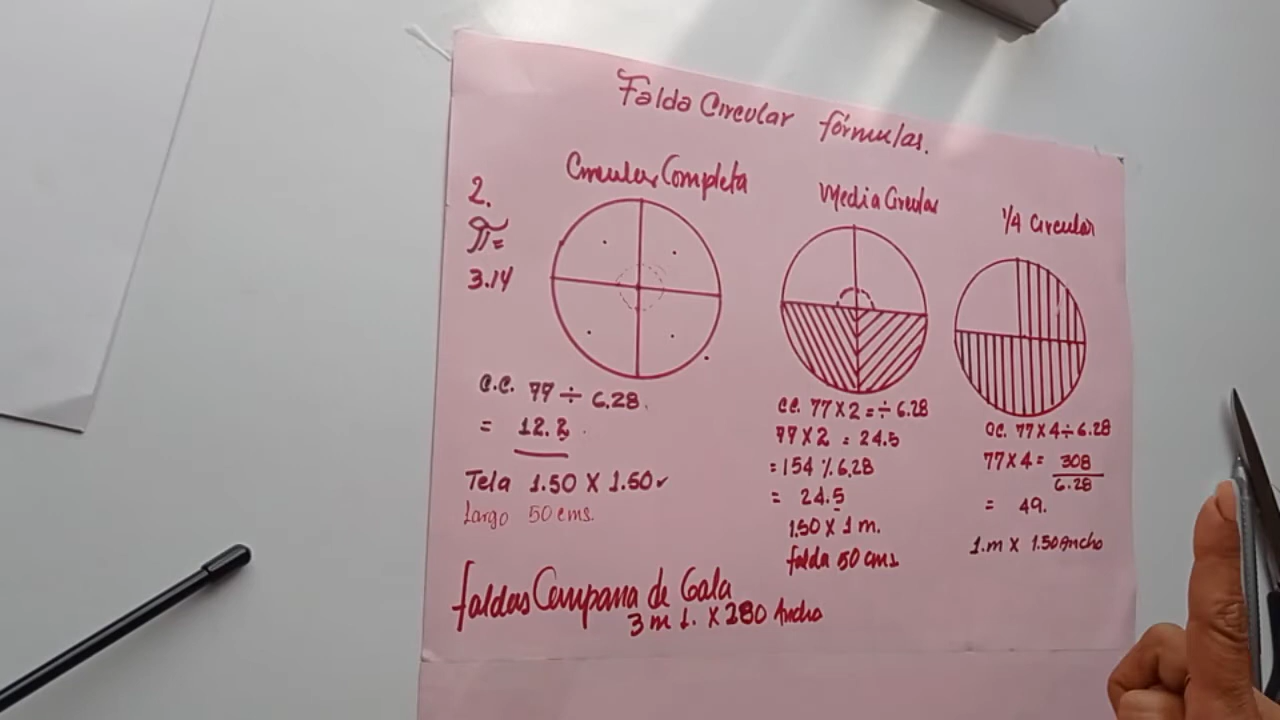 Falda Circular fórmulas.
Circular Completa
2.
π=
3.14
C.C. 77 ÷ 6.28
= 12.2
Tela 1.50 X 1.50
Largo 50 cms.
Media Circular
CC. 77 X 2 = ÷ 6.28
77 X 2 = 24.5
= 154 % 6.28
= 24.5
1.50 X 1 m.
falda 50 cms
1/4 Circular
CC. 77 X 4 ÷ 6.28
77 X 4 = 308
6.28
= 49.
1.m X 1.50 Ancho
faldas Campana de Gala
3 m L. X 280 Ancho